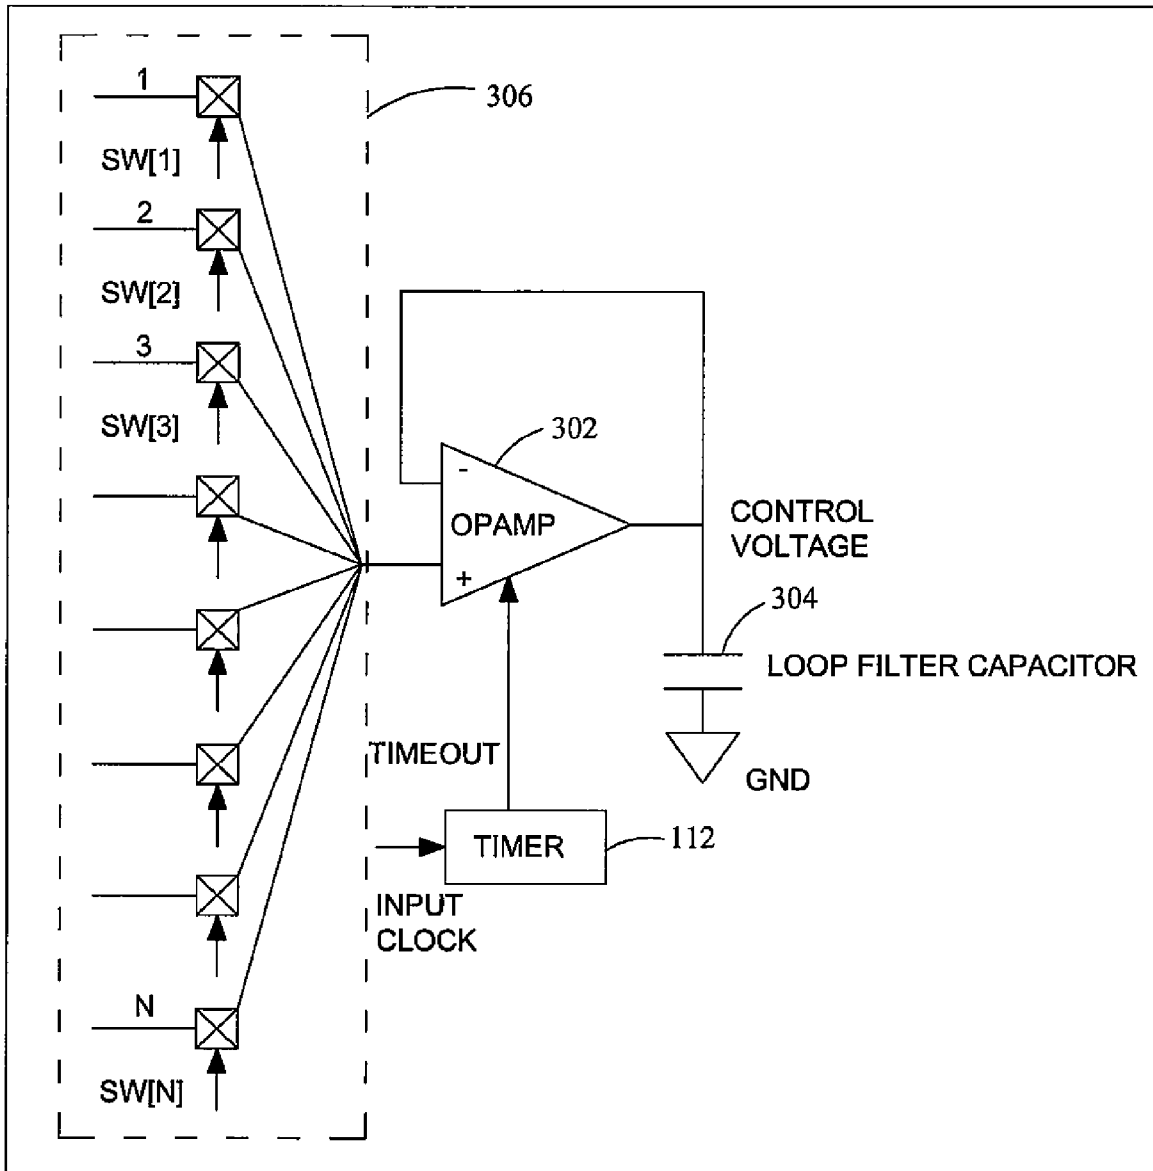 1
306
SW[1]
2
SW[2]
3
SW[3]
302
-
OPAMP
+
CONTROL
VOLTAGE
304
LOOP FILTER CAPACITOR
TIMEOUT
GND
TIMER
112
INPUT
CLOCK
N
SW[N]